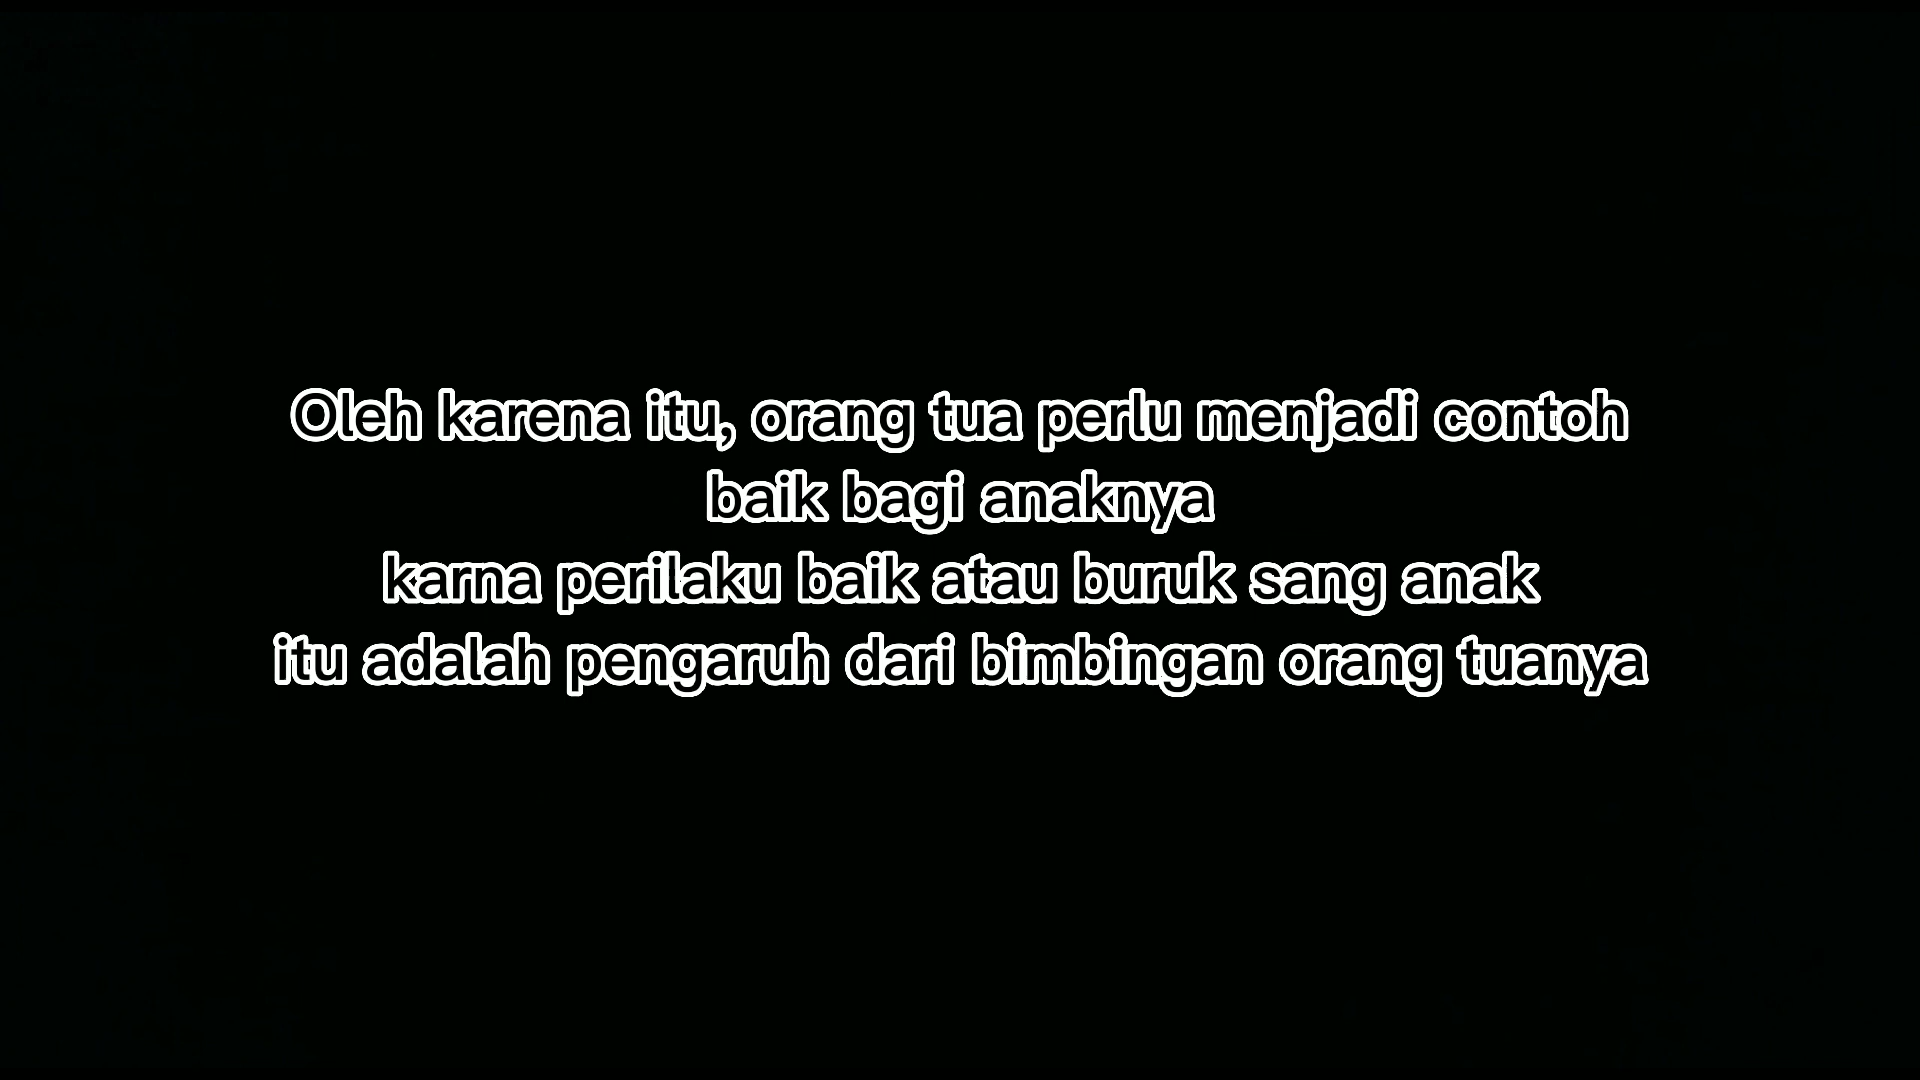 Oleh karena itu, orang tua perlu menjadi contoh
baik bagi anaknya
karna perilaku baik atau buruk sang anak
itu adalah pengaruh dari bimbingan orang tuanya